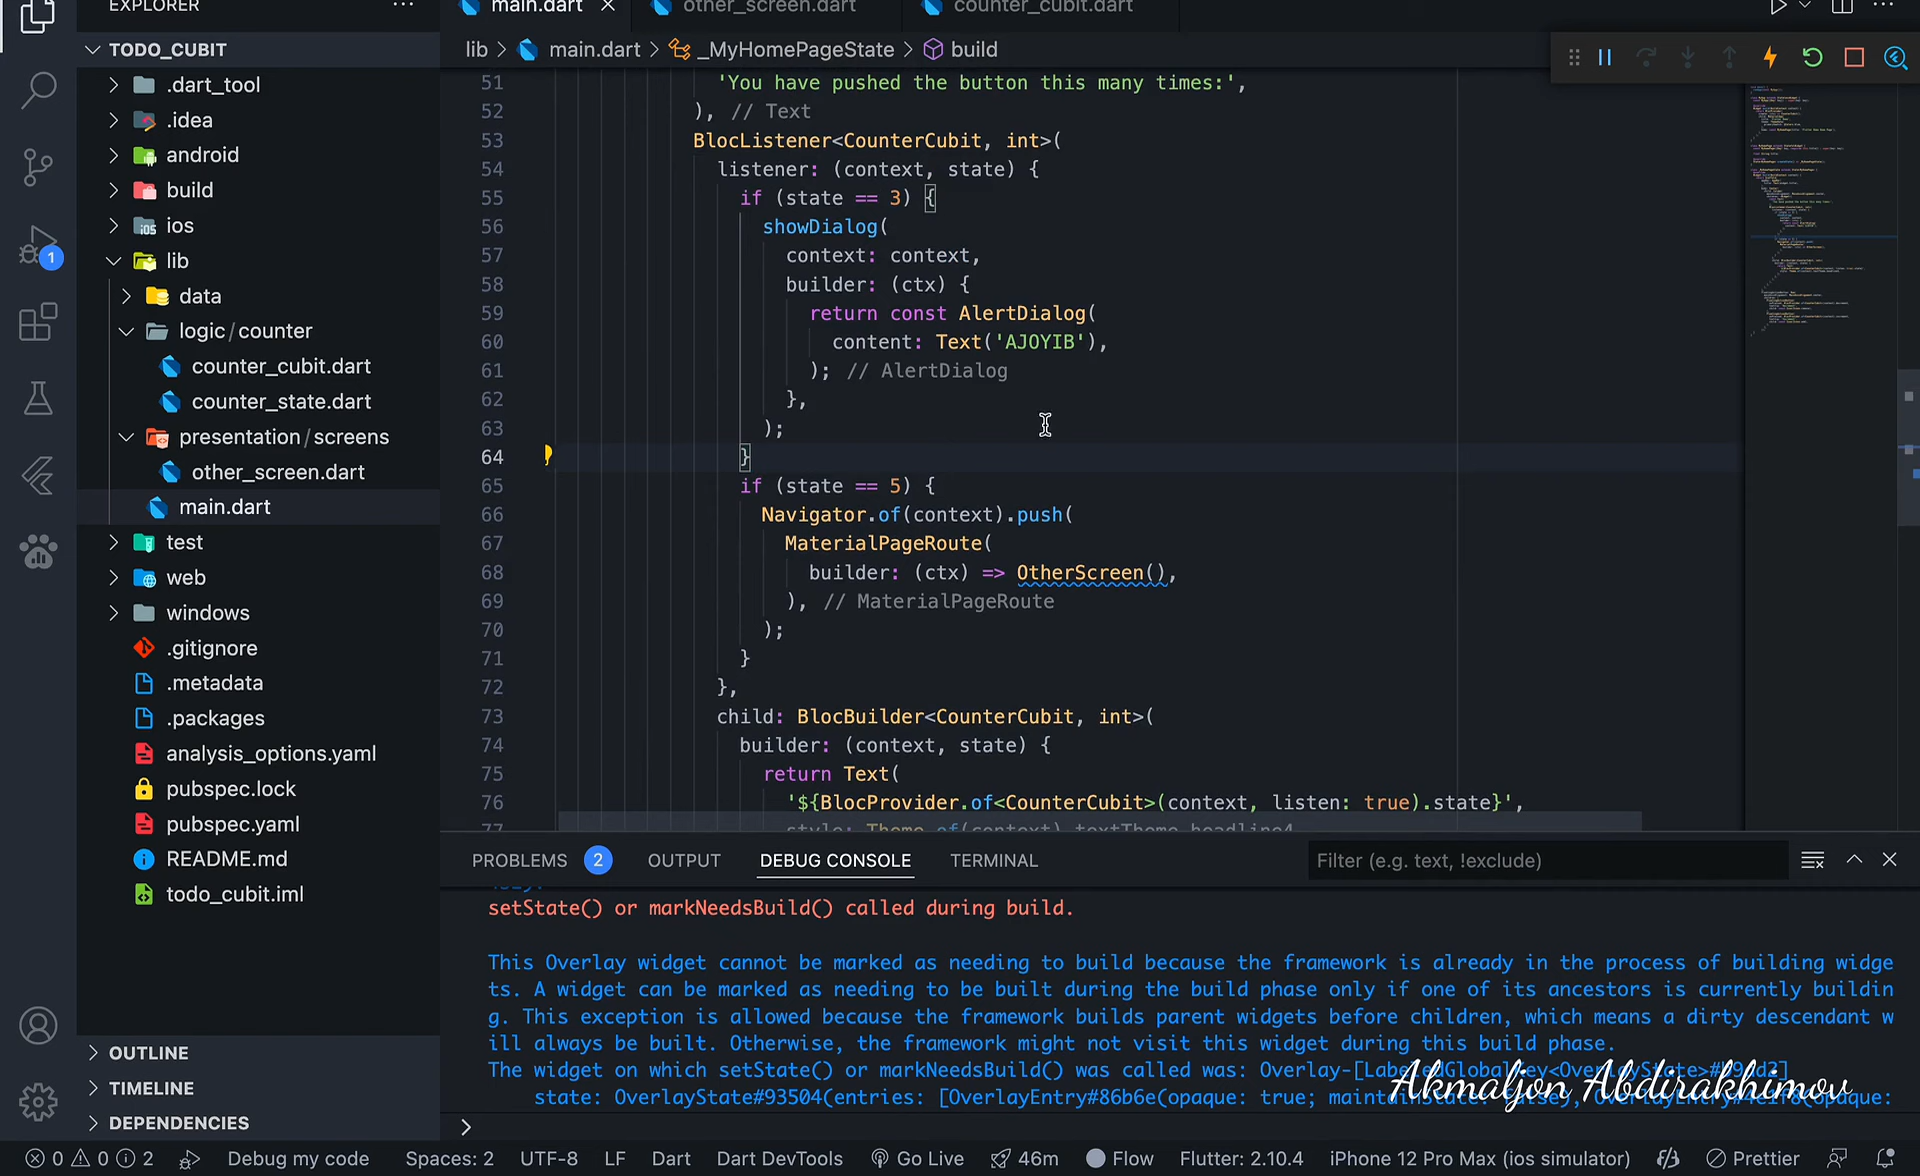 EXPLORER
main.dart
other_screen.dart
counter_cubit.dart
TODO_CUBIT
lib
main.dart
_MyHomePageState
build
.dart_tool
.idea
android
build
ios
lib
data
logic/counter
counter_cubit.dart
counter_state.dart
presentation/screens
other_screen.dart
main.dart
test
web
windows
.gitignore
.metadata
.packages
analysis_options.yaml
pubspec.lock
pubspec.yaml
README.md
todo_cubit.iml
OUTLINE
TIMELINE
DEPENDENCIES
1
51 'You have pushed the button this many times:',
52 ), // Text
53 BlocListener<CounterCubit, int>(
54 listener: (context, state) {
55 if (state == 3) {
56 showDialog(
57 context: context,
58 builder: (ctx) {
59 return const AlertDialog(
60 content: Text('AJOYIB'),
61 ); // AlertDialog
62 },
63 );
64 }
65 if (state == 5) {
66 Navigator.of(context).push(
67 MaterialPageRoute(
68 builder: (ctx) => OtherScreen(),
69 ), // MaterialPageRoute
70 );
71 }
72 },
73 child: BlocBuilder<CounterCubit, int>(
74 builder: (context, state) {
75 return Text(
76 '${BlocProvider.of<CounterCubit>(context, listen: true).state}',
77 style: Theme.of(context).textTheme.headline4
PROBLEMS 2 OUTPUT DEBUG CONSOLE TERMINAL
Filter (e.g. text, !exclude)
setState() or markNeedsBuild() called during build.
This Overlay widget cannot be marked as needing to build because the framework is already in the process of building widge
ts. A widget can be marked as needing to be built during the build phase only if one of its ancestors is currently buildin
g. This exception is allowed because the framework builds parent widgets before children, which means a dirty descendant w
ill always be built. Otherwise, the framework might not visit this widget during this build phase.
The widget on which setState() or markNeedsBuild() was called was: Overlay-[LabeledGlobalKey<OverlayState>
state: OverlayState#93504(entries: [OverlayEntry#86b6e(opaque: true; maintainState: false),
Akmaljon Abdirakhimov
0 0 2 Debug my code Spaces: 2 UTF-8 LF Dart Dart DevTools Go Live 46m Flow Flutter: 2.10.4 iPhone 12 Pro Max (ios simulator) Prettier